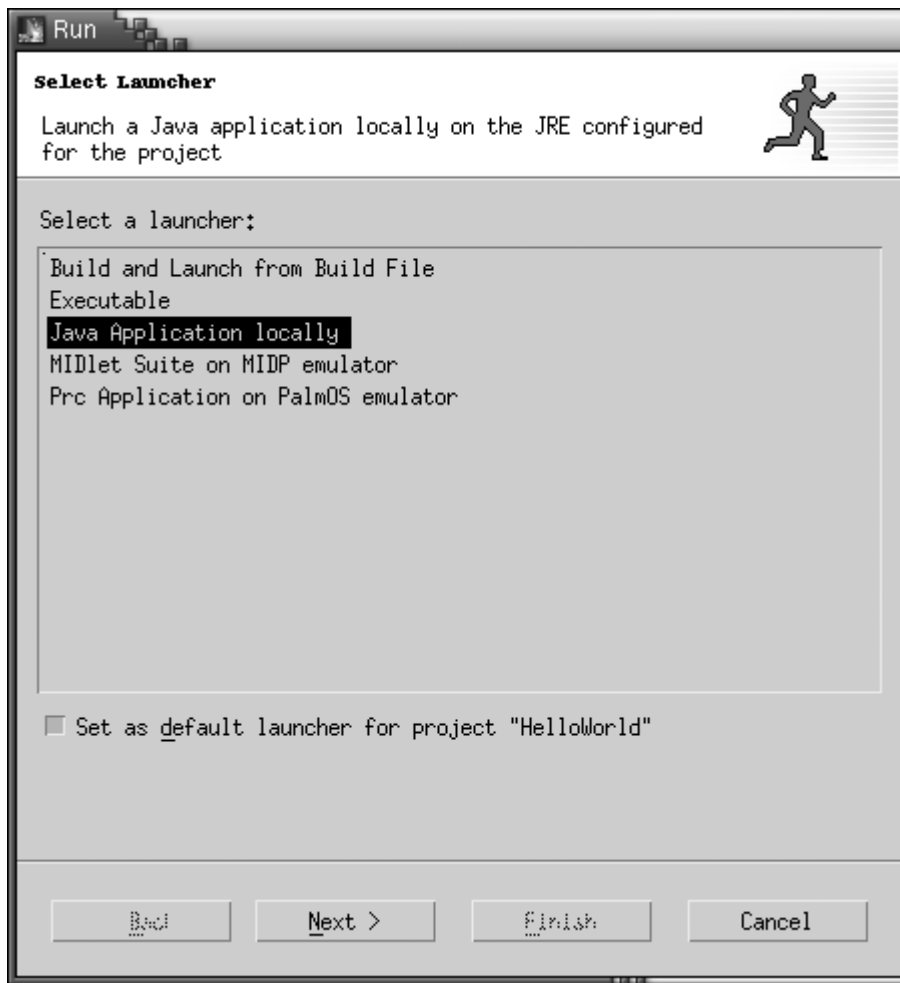 Run
Select Launcher
Launch a Java application locally on the JRE configured
for the project
Select a launcher:
Build and Launch from Build File
Executable
Java Application locally
MIDlet Suite on MIDP emulator
Prc Application on PalmOS emulator
Set as default launcher for project "HelloWorld"
Back Next > Finish Cancel